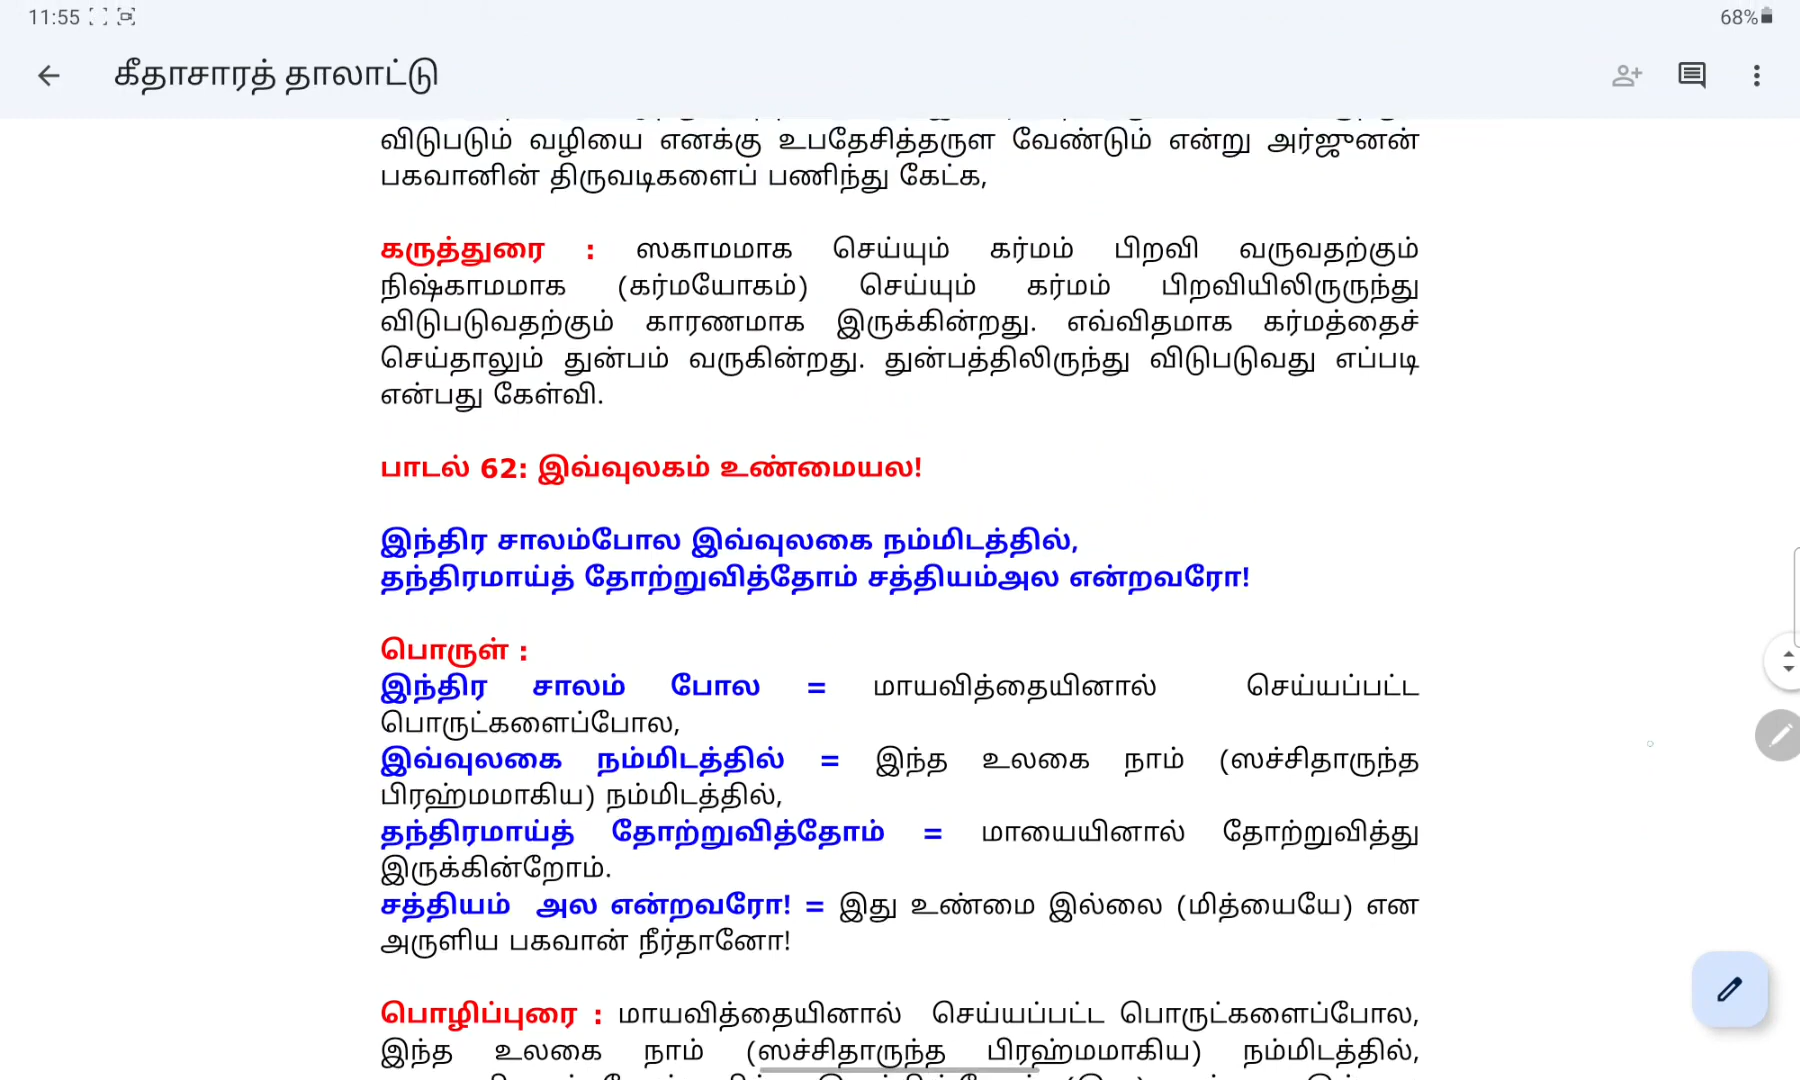 11:55
68%
கீதாசாரத் தாலாட்டு
விடுபடும் வழியை எனக்கு உபதேசித்தருள வேண்டும் என்று அர்ஜுனன்
பகவானின் திருவடிகளைப் பணிந்து கேட்க,
கருத்துரை : ஸகாமமாக செய்யும் கர்மம் பிறவி வருவதற்கும்
நிஷ்காமமாக (கர்மயோகம்) செய்யும் கர்மம் பிறவியிலிருருந்து
விடுபடுவதற்கும் காரணமாக இருக்கின்றது. எவ்விதமாக கர்மத்தைச்
செய்தாலும் துன்பம் வருகின்றது. துன்பத்திலிருந்து விடுபடுவது எப்படி
என்பது கேள்வி.
பாடல் 62: இவ்வுலகம் உண்மையல!
இந்திர சாலம்போல இவ்வுலகை நம்மிடத்தில்,
தந்திரமாய்த் தோற்றுவித்தோம் சத்தியம்அல என்றவரோ!
பொருள் :
இந்திர சாலம் போல = மாயவித்தையினால் செய்யப்பட்ட
பொருட்களைப்போல,
இவ்வுலகை நம்மிடத்தில் = இந்த உலகை நாம் (ஸச்சிதாருந்த
பிரஹ்மமாகிய) நம்மிடத்தில்,
தந்திரமாய்த் தோற்றுவித்தோம் = மாயையினால் தோற்றுவித்து
இருக்கின்றோம்.
சத்தியம் அல என்றவரோ! = இது உண்மை இல்லை (மித்யையே) என
அருளிய பகவான் நீர்தானோ!
பொழிப்புரை : மாயவித்தையினால் செய்யப்பட்ட பொருட்களைப்போல,
இந்த உலகை நாம் (ஸச்சிதாருந்த பிரஹ்மமாகிய) நம்மிடத்தில்,